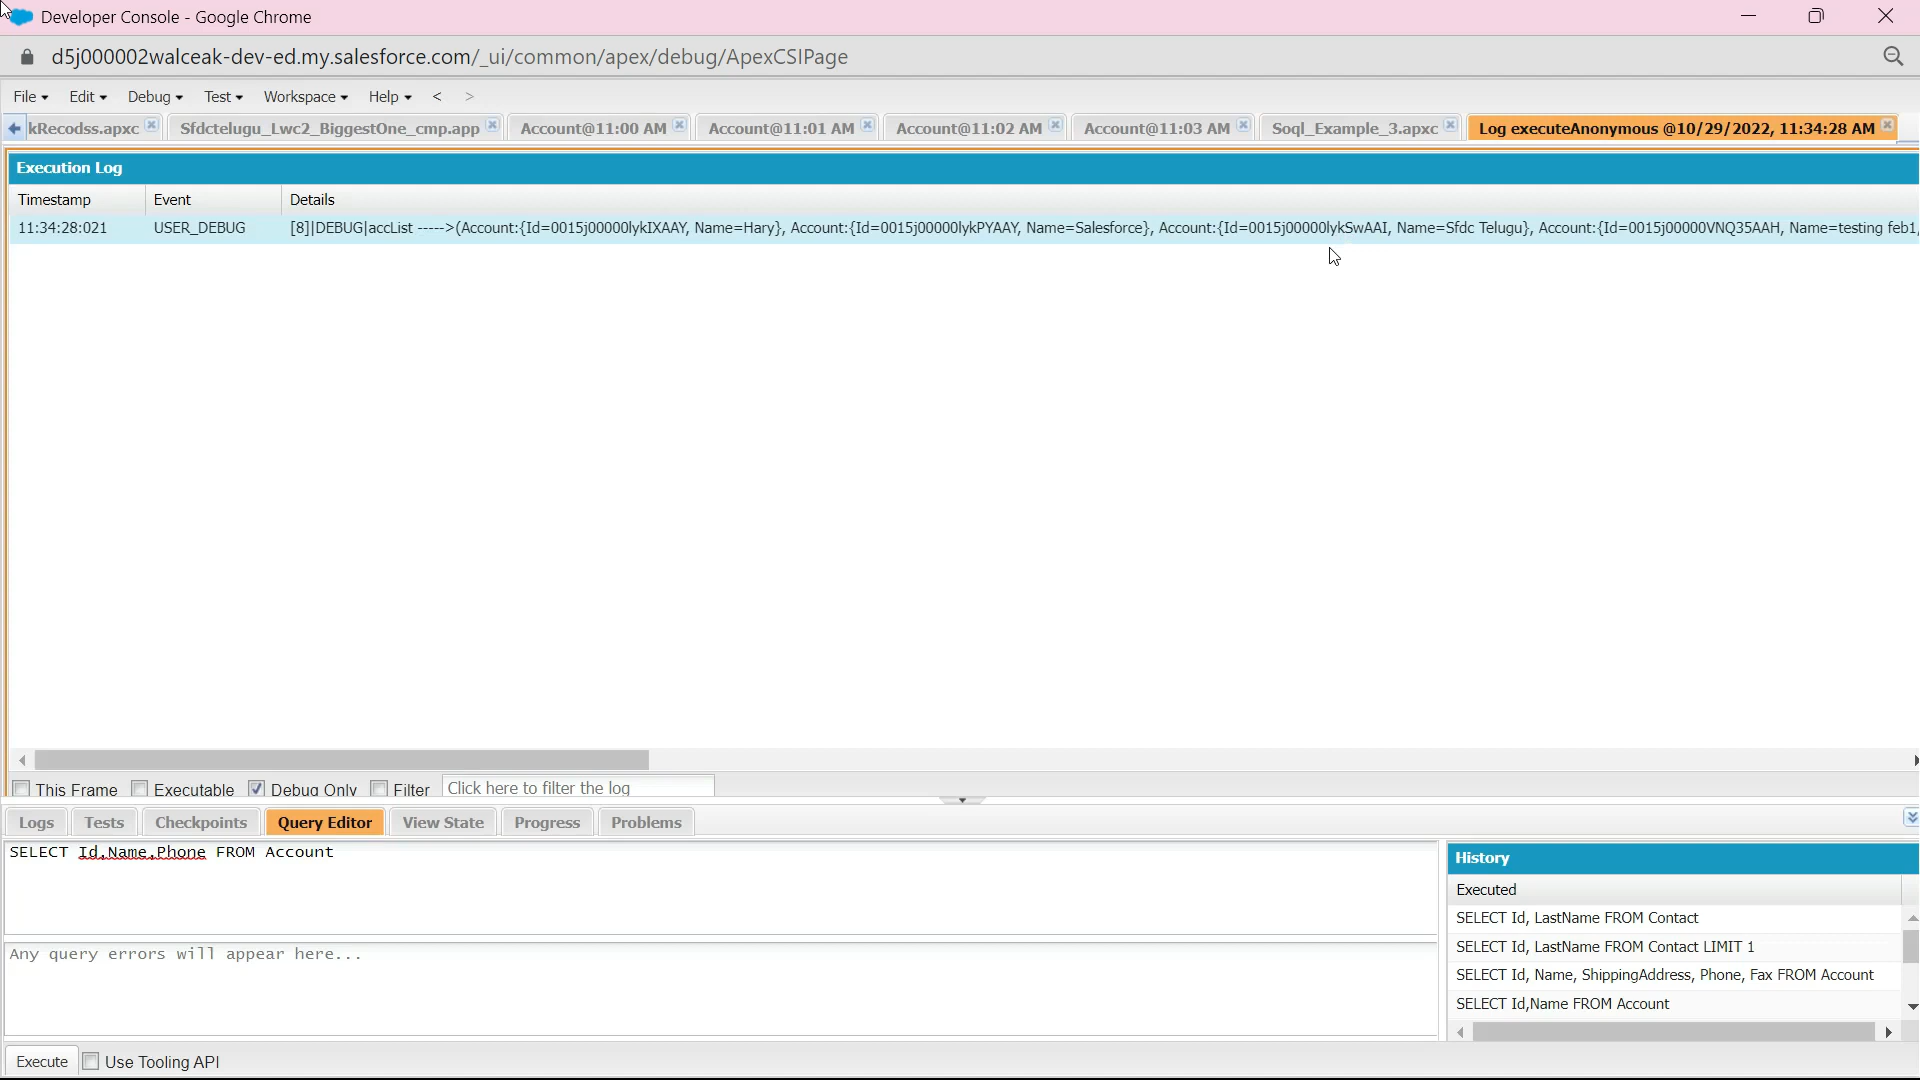 Developer Console - Google Chrome
d5j000002walceak-dev-ed.my.salesforce.com/_ui/common/apex/debug/ApexCSIPage
File Edit Debug Test Workspace Help < >
kRecodss.apxc Sfdctelugu_Lwc2_BiggestOne_cmp.app Account@11:00 AM Account@11:01 AM Account@11:02 AM Account@11:03 AM Soql_Example_3.apxc Log executeAnonymous @10/29/2022, 11:34:28 AM
Execution Log
Timestamp Event Details
11:34:28:021 USER_DEBUG [8]|DEBUG|accList ----->(Account:{Id=0015j00000lykIXAAY, Name=Hary}, Account:{Id=0015j00000lykPYAAY, Name=Salesforce}, Account:{Id=0015j00000lykSwAAI, Name=Sfdc Telugu}, Account:{Id=0015j00000VNQ35AAH, Name=testing feb1,
This Frame Executable Debug Only Filter Click here to filter the log
Logs Tests Checkpoints Query Editor View State Progress Problems
SELECT Id,Name,Phone FROM Account
Any query errors will appear here...
History
Executed
SELECT Id, LastName FROM Contact
SELECT Id, LastName FROM Contact LIMIT 1
SELECT Id, Name, ShippingAddress, Phone, Fax FROM Account
SELECT Id,Name FROM Account
Execute Use Tooling API